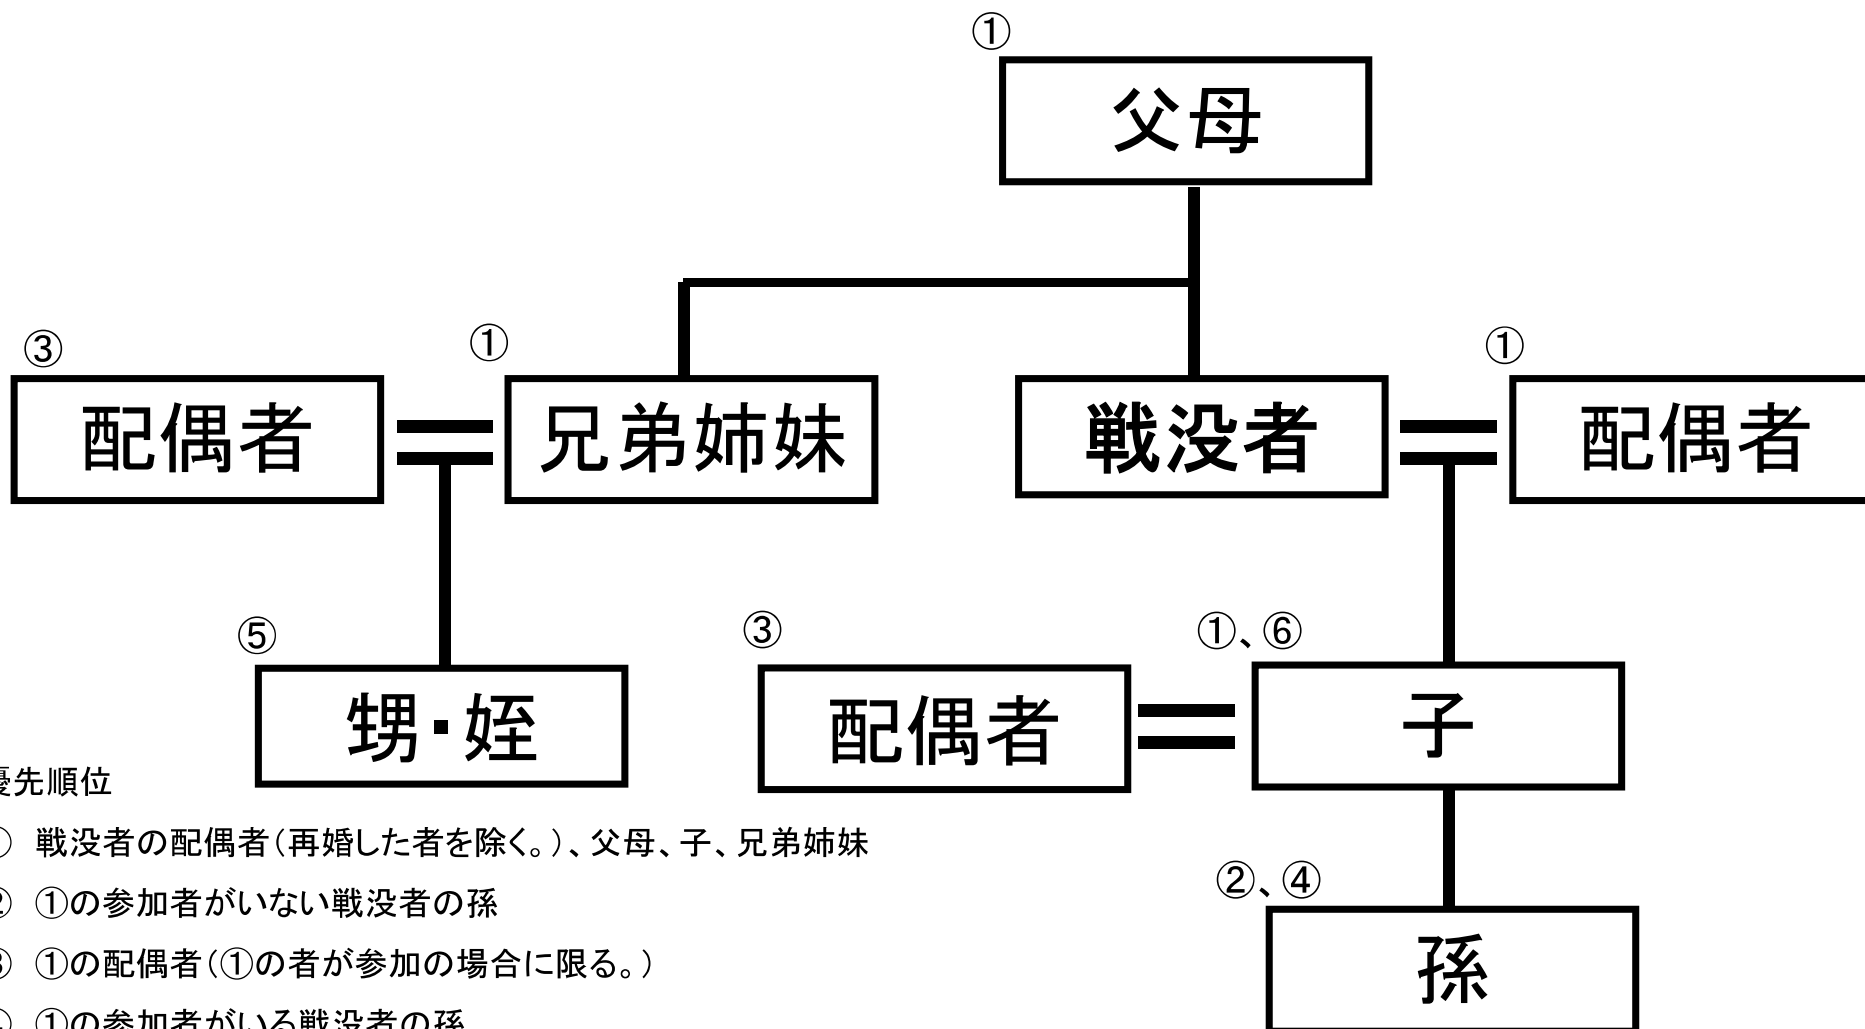 ①
父母
③
①
①
配偶者
兄弟姉妹
戦没者
配偶者
⑤
③
①、⑥
甥・姪
配偶者
子
優先順位
① 戦没者の配偶者（再婚した者を除く。）、父母、子、兄弟姉妹
②、④
② ①の参加者がいない戦没者の孫
③ ①の配偶者（①の者が参加の場合に限る。）
孫
④ ①の参加者がいる戦没者の孫